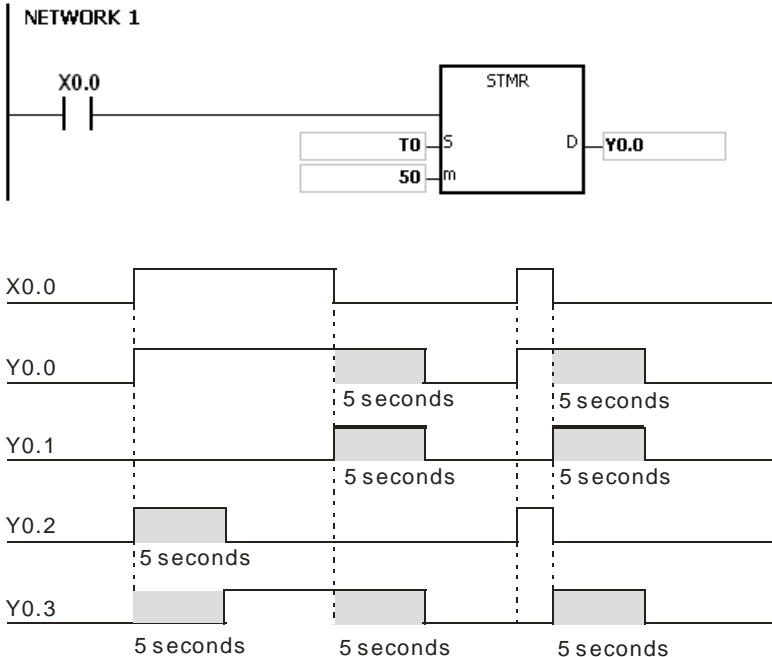 NETWORK 1
X0.0
STMR
T0 S D Y0.0
50 m
X0.0
Y0.0
5 seconds 5 seconds
Y0.1
5 seconds 5 seconds
Y0.2
5 seconds
Y0.3
5 seconds 5 seconds 5 seconds